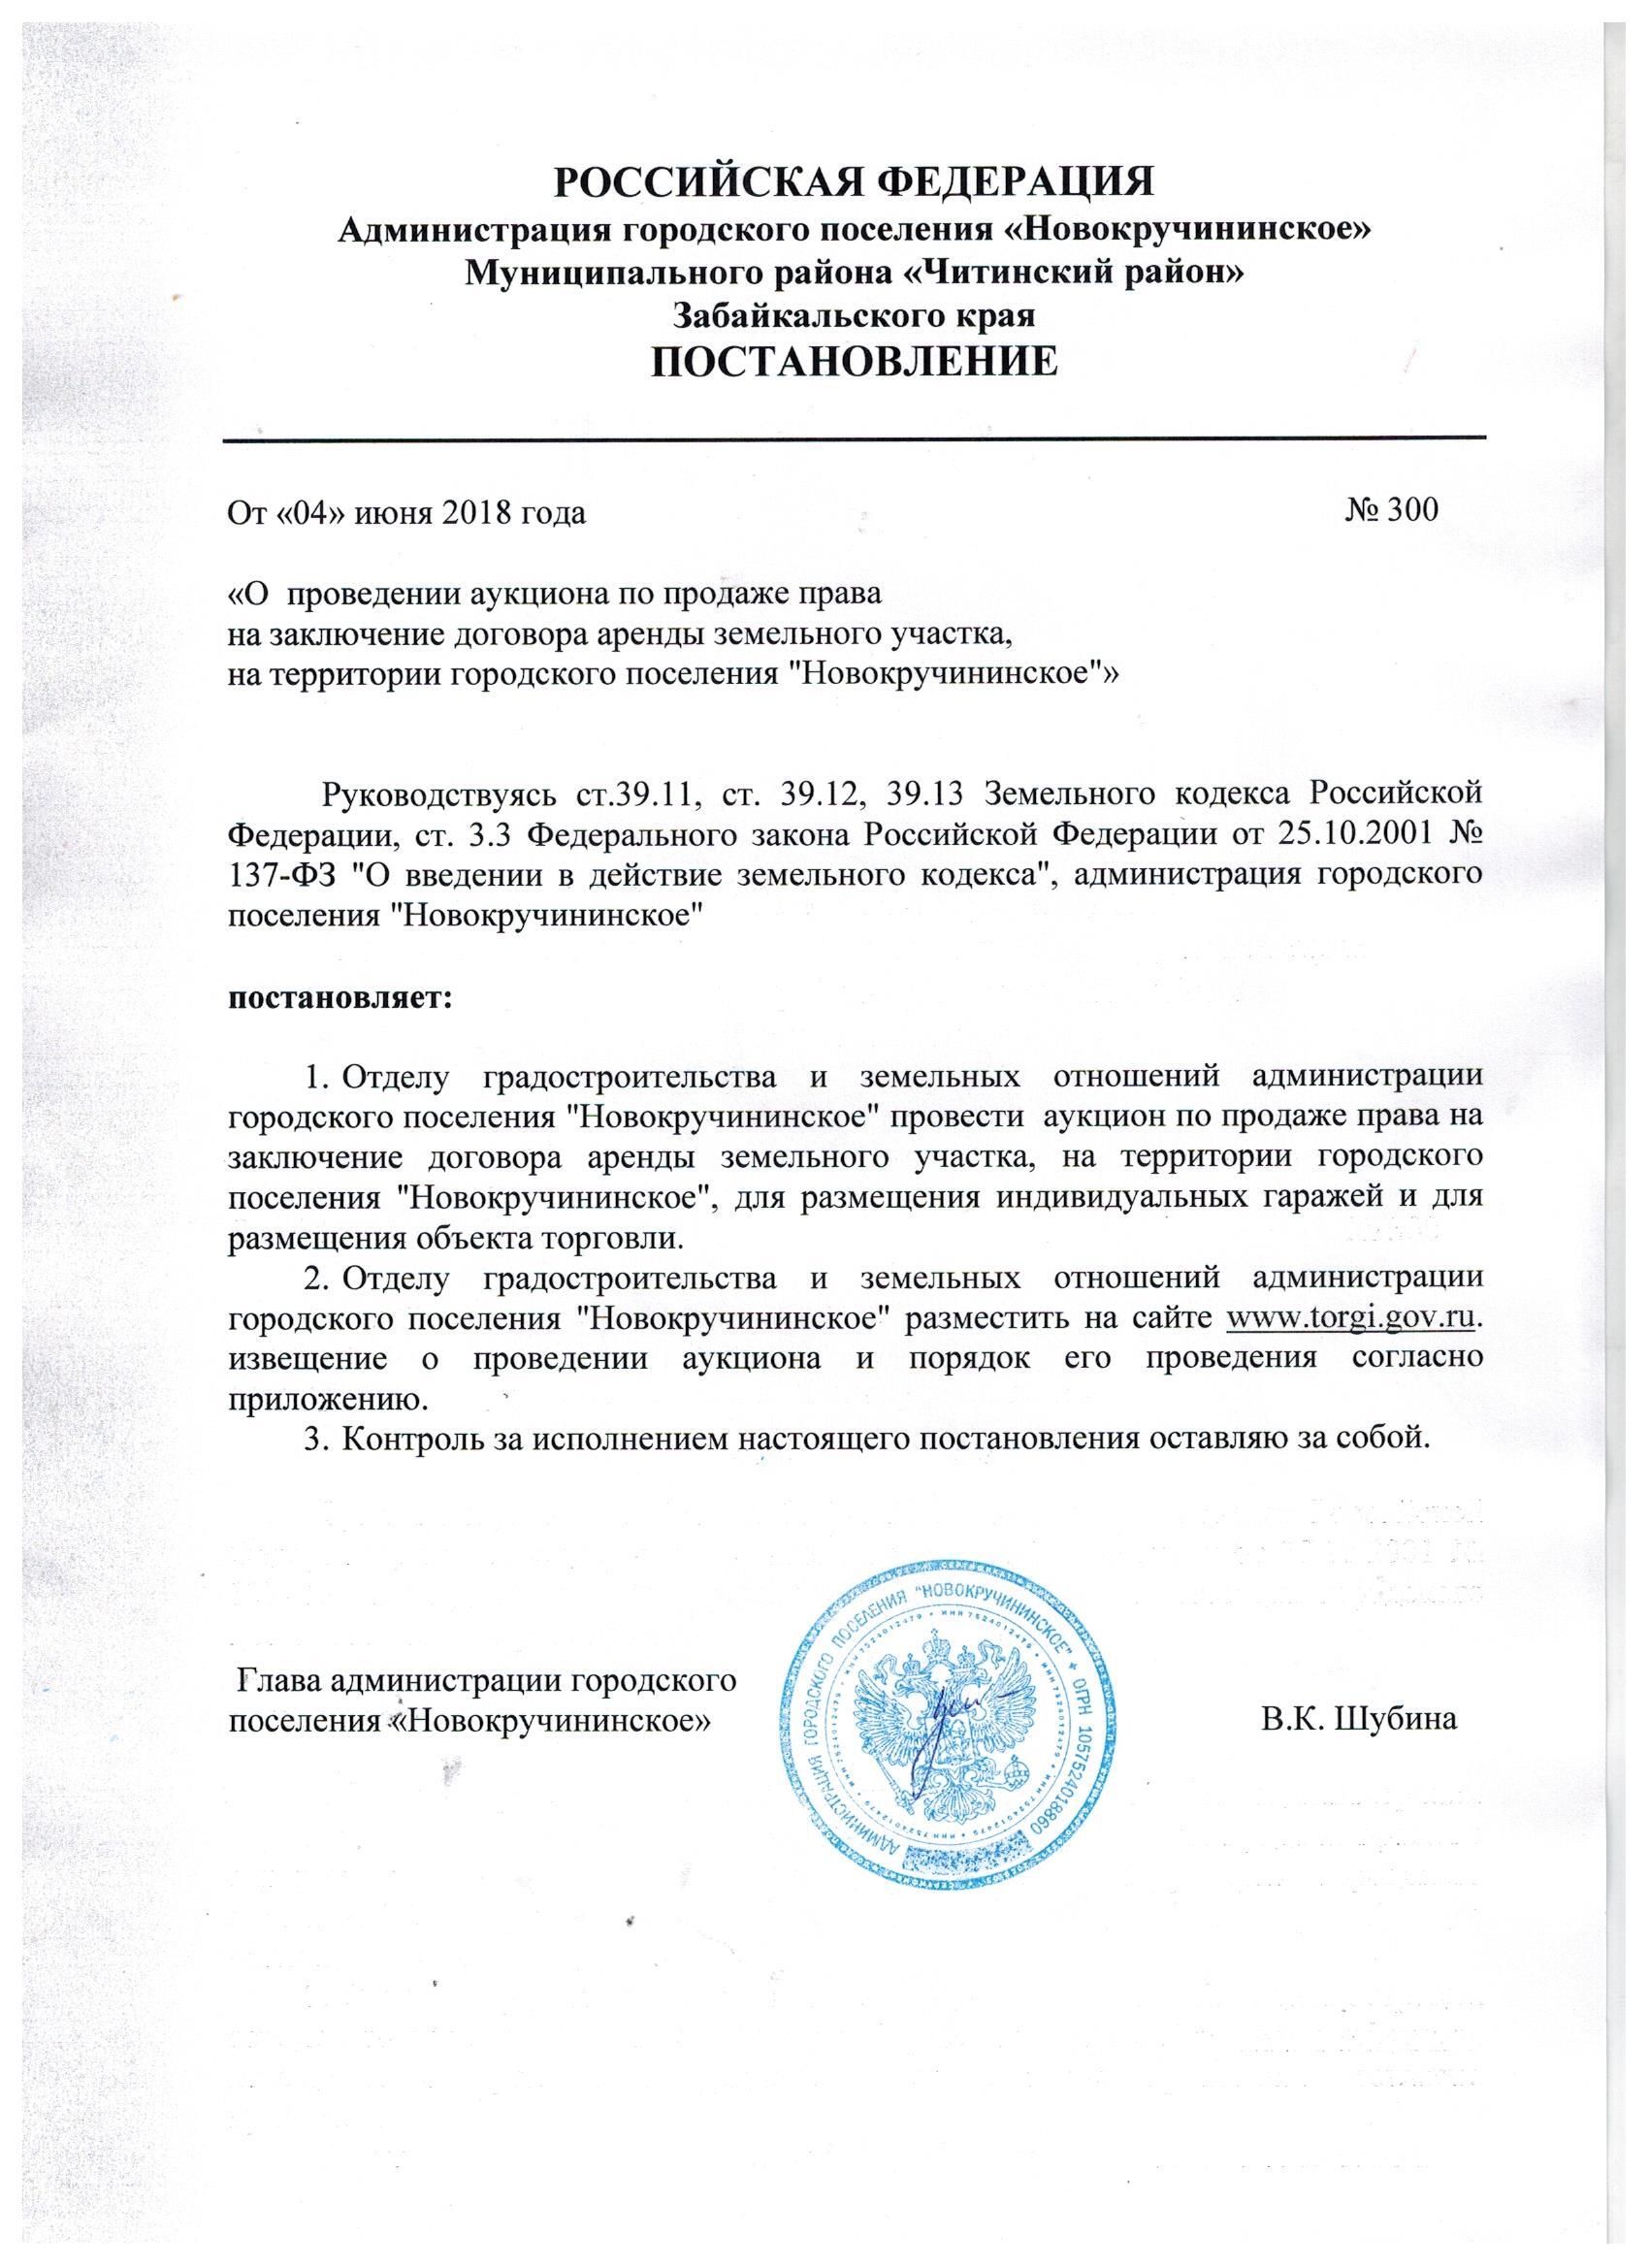 РОССИЙСКАЯ ФЕДЕРАЦИЯ
Администрация городского поселения «Новокручининское»
Муниципального района «Читинский район»
Забайкальского края
ПОСТАНОВЛЕНИЕ
От «04» июня 2018 года № 300
«О проведении аукциона по продаже права
на заключение договора аренды земельного участка,
на территории городского поселения "Новокручининское"»
Руководствуясь ст.39.11, ст. 39.12, 39.13 Земельного кодекса Российской
Федерации, ст. 3.3 Федерального закона Российской Федерации от 25.10.2001 №
137-ФЗ "О введении в действие земельного кодекса", администрация городского
поселения "Новокручининское"
постановляет:
1. Отделу градостроительства и земельных отношений администрации
городского поселения "Новокручининское" провести аукцион по продаже права на
заключение договора аренды земельного участка, на территории городского
поселения "Новокручининское", для размещения индивидуальных гаражей и для
размещения объекта торговли.
2. Отделу градостроительства и земельных отношений администрации
городского поселения "Новокручининское" разместить на сайте www.torgi.gov.ru.
извещение о проведении аукциона и порядок его проведения согласно
приложению.
3. Контроль за исполнением настоящего постановления оставляю за собой.
Глава администрации городского
поселения «Новокручининское» В.К. Шубина
АДМИНИСТРАЦИЯ ГОРОДСКОГО ПОСЕЛЕНИЯ "НОВОКРУЧИНИНСКОЕ" * ОГРН 1057524018860
ИНН 7524012479